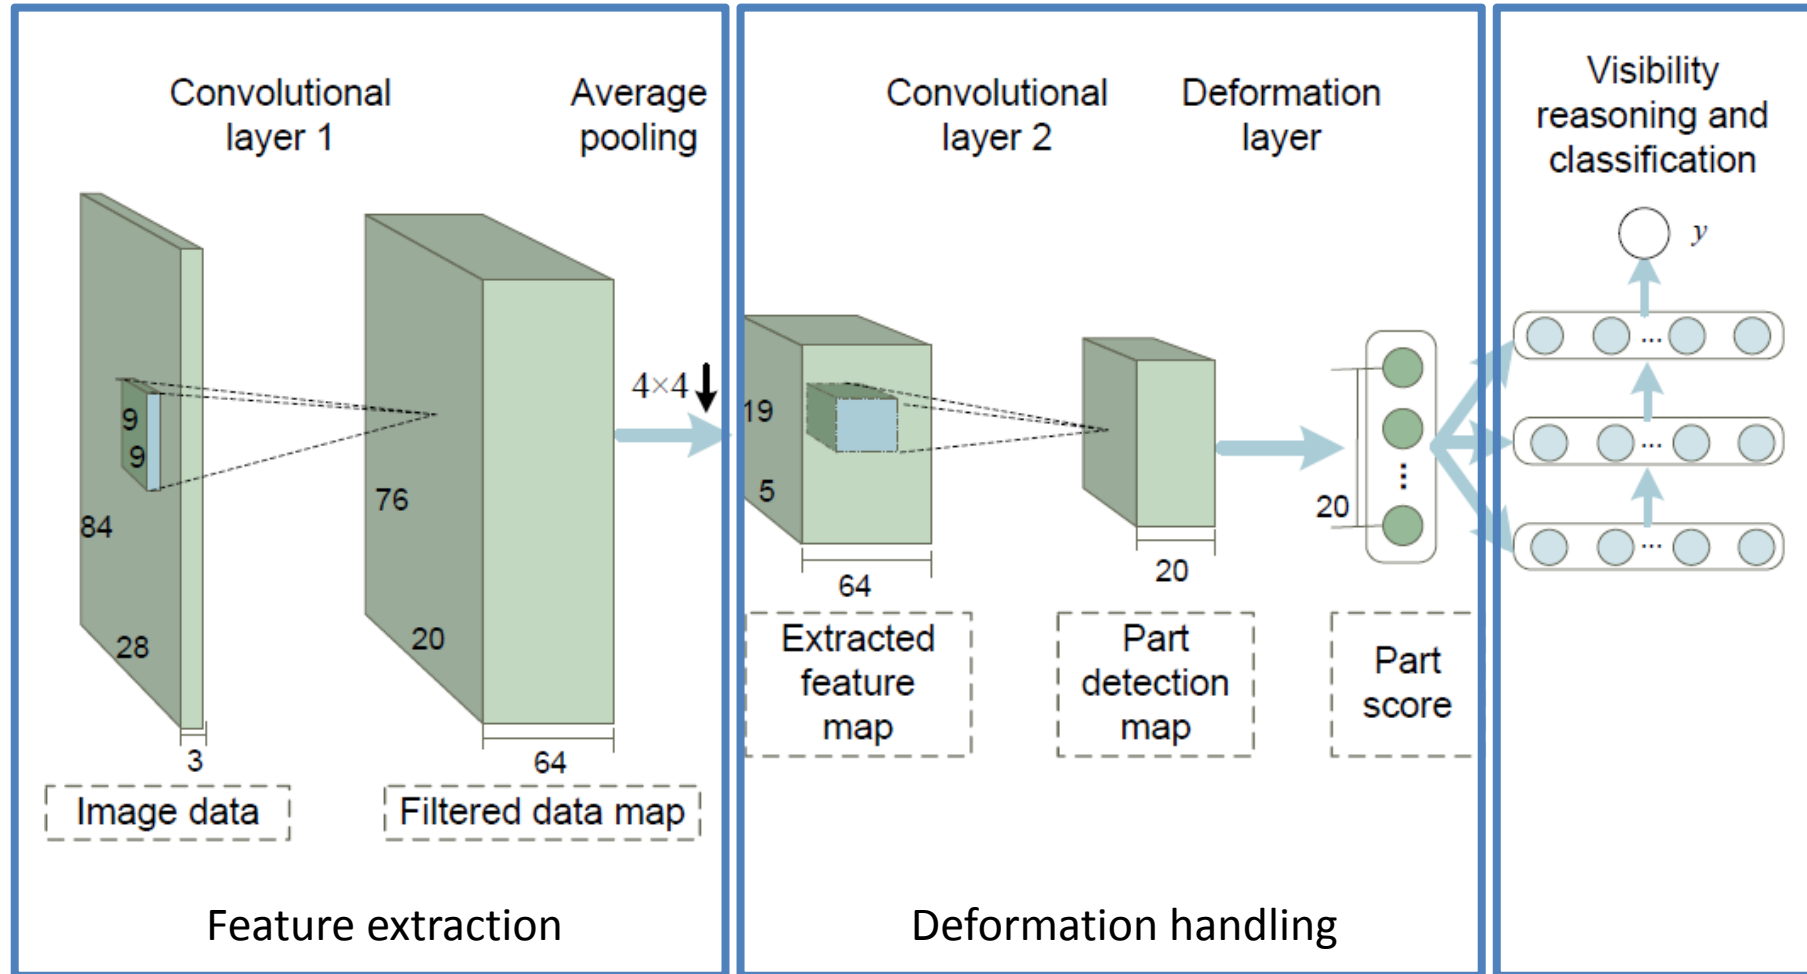 Convolutional
layer 1
Average
pooling
9
9
84
28
3
Image data
76
20
64
Filtered data map
4×4
Feature extraction
Convolutional
layer 2
Deformation
layer
19
5
64
Extracted
feature
map
20
Part
detection
map
20
...
Part
score
Deformation handling
Visibility
reasoning and
classification
y
...
...
...